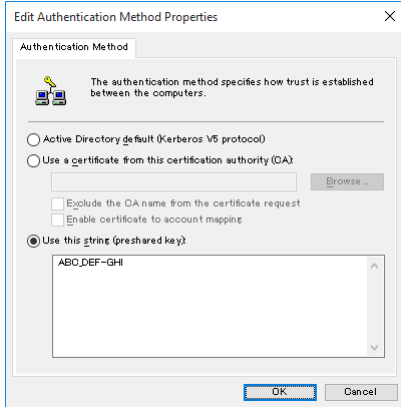 Edit Authentication Method Properties
Authentication Method
The authentication method specifies how trust is established
between the computers.
Active Directory default (Kerberos V5 protocol)
Use a certificate from this certification authority (CA):
Browse...
Exclude the CA name from the certificate request
Enable certificate to account mapping
Use this string (preshared key):
ABC_DEF-GHI
OK Cancel